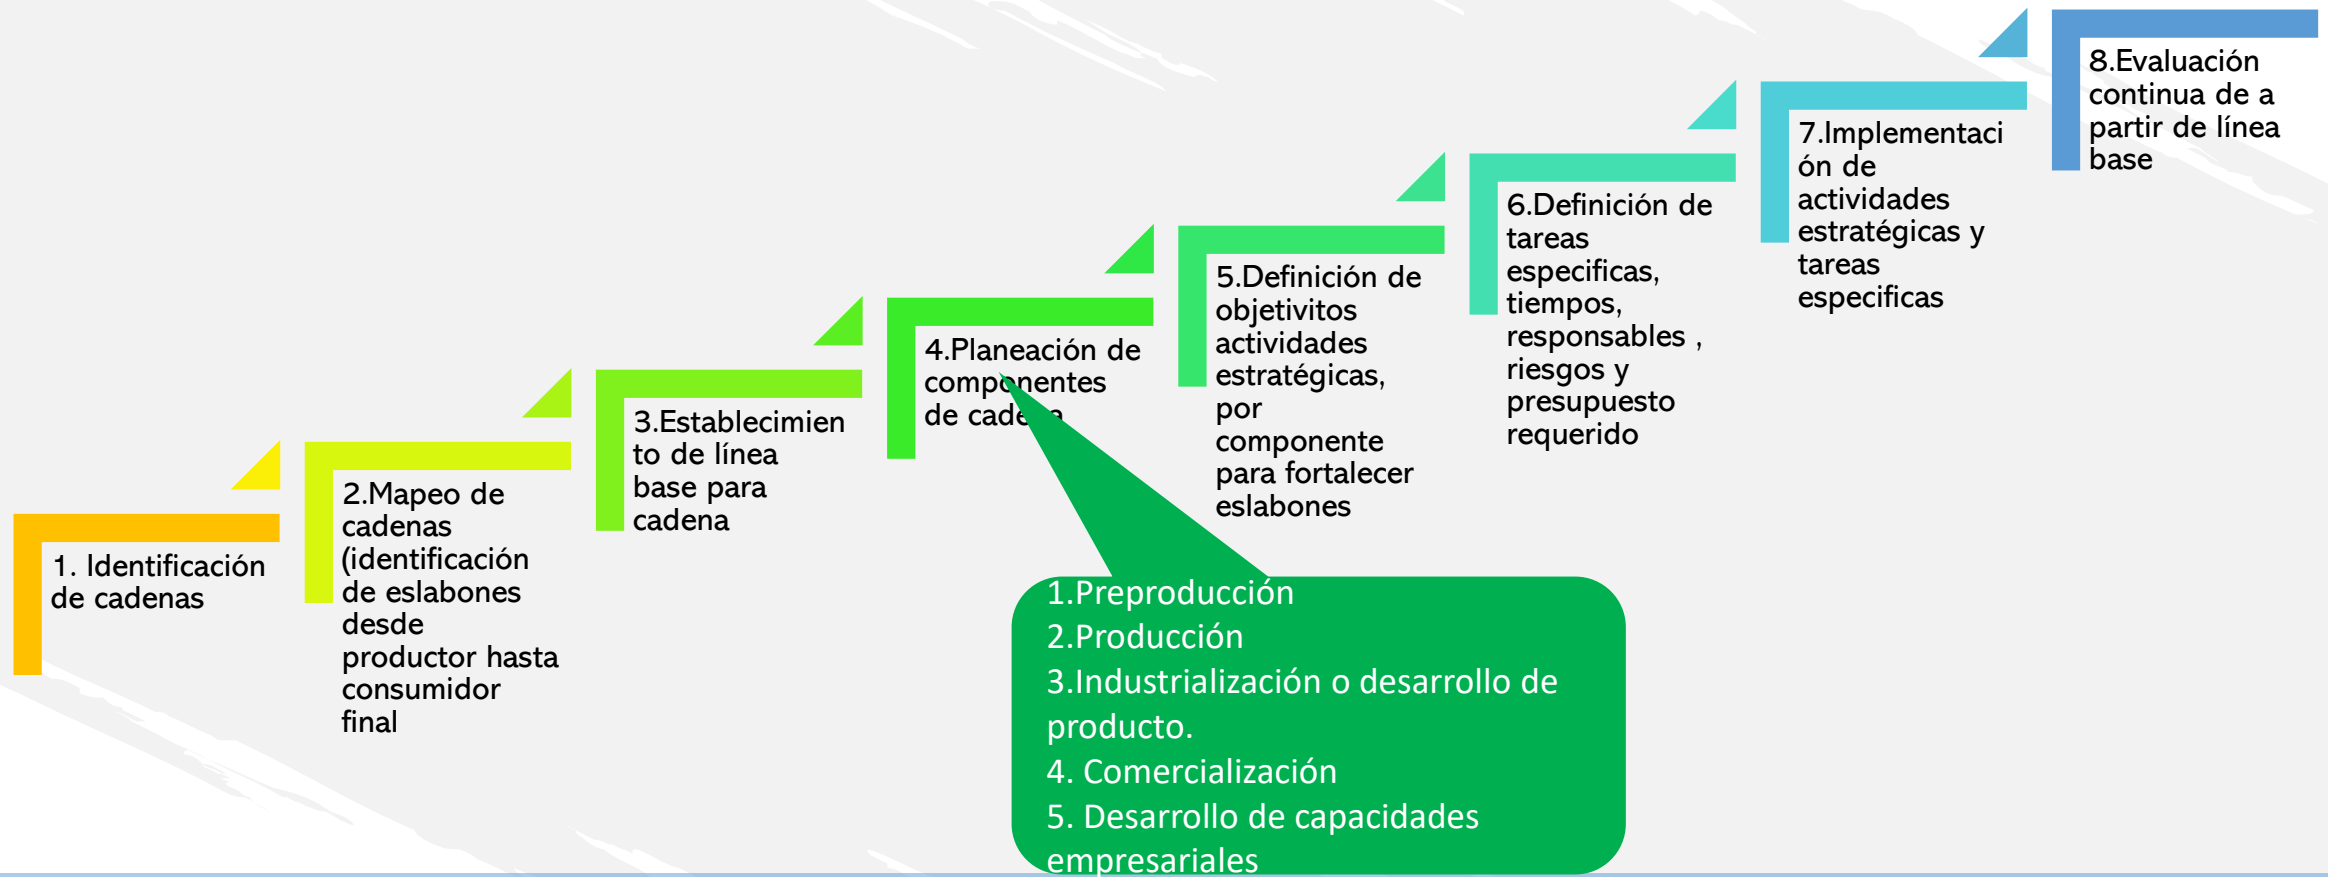 1. Identificación
de cadenas
2.Mapeo de
cadenas
(identificación
de eslabones
desde
productor hasta
consumidor
final
3.Establecimien
to de línea
base para
cadena
4.Planeación de
componentes
de cadena
5.Definición de
objetivitos
actividades
estratégicas,
por
componente
para fortalecer
eslabones
6.Definición de
tareas
especificas,
tiempos,
responsables ,
riesgos y
presupuesto
requerido
7.Implementaci
ón de
actividades
estratégicas y
tareas
especificas
8.Evaluación
continua de a
partir de línea
base
1.Preproducción
2.Producción
3.Industrialización o desarrollo de
producto.
4. Comercialización
5. Desarrollo de capacidades
empresariales